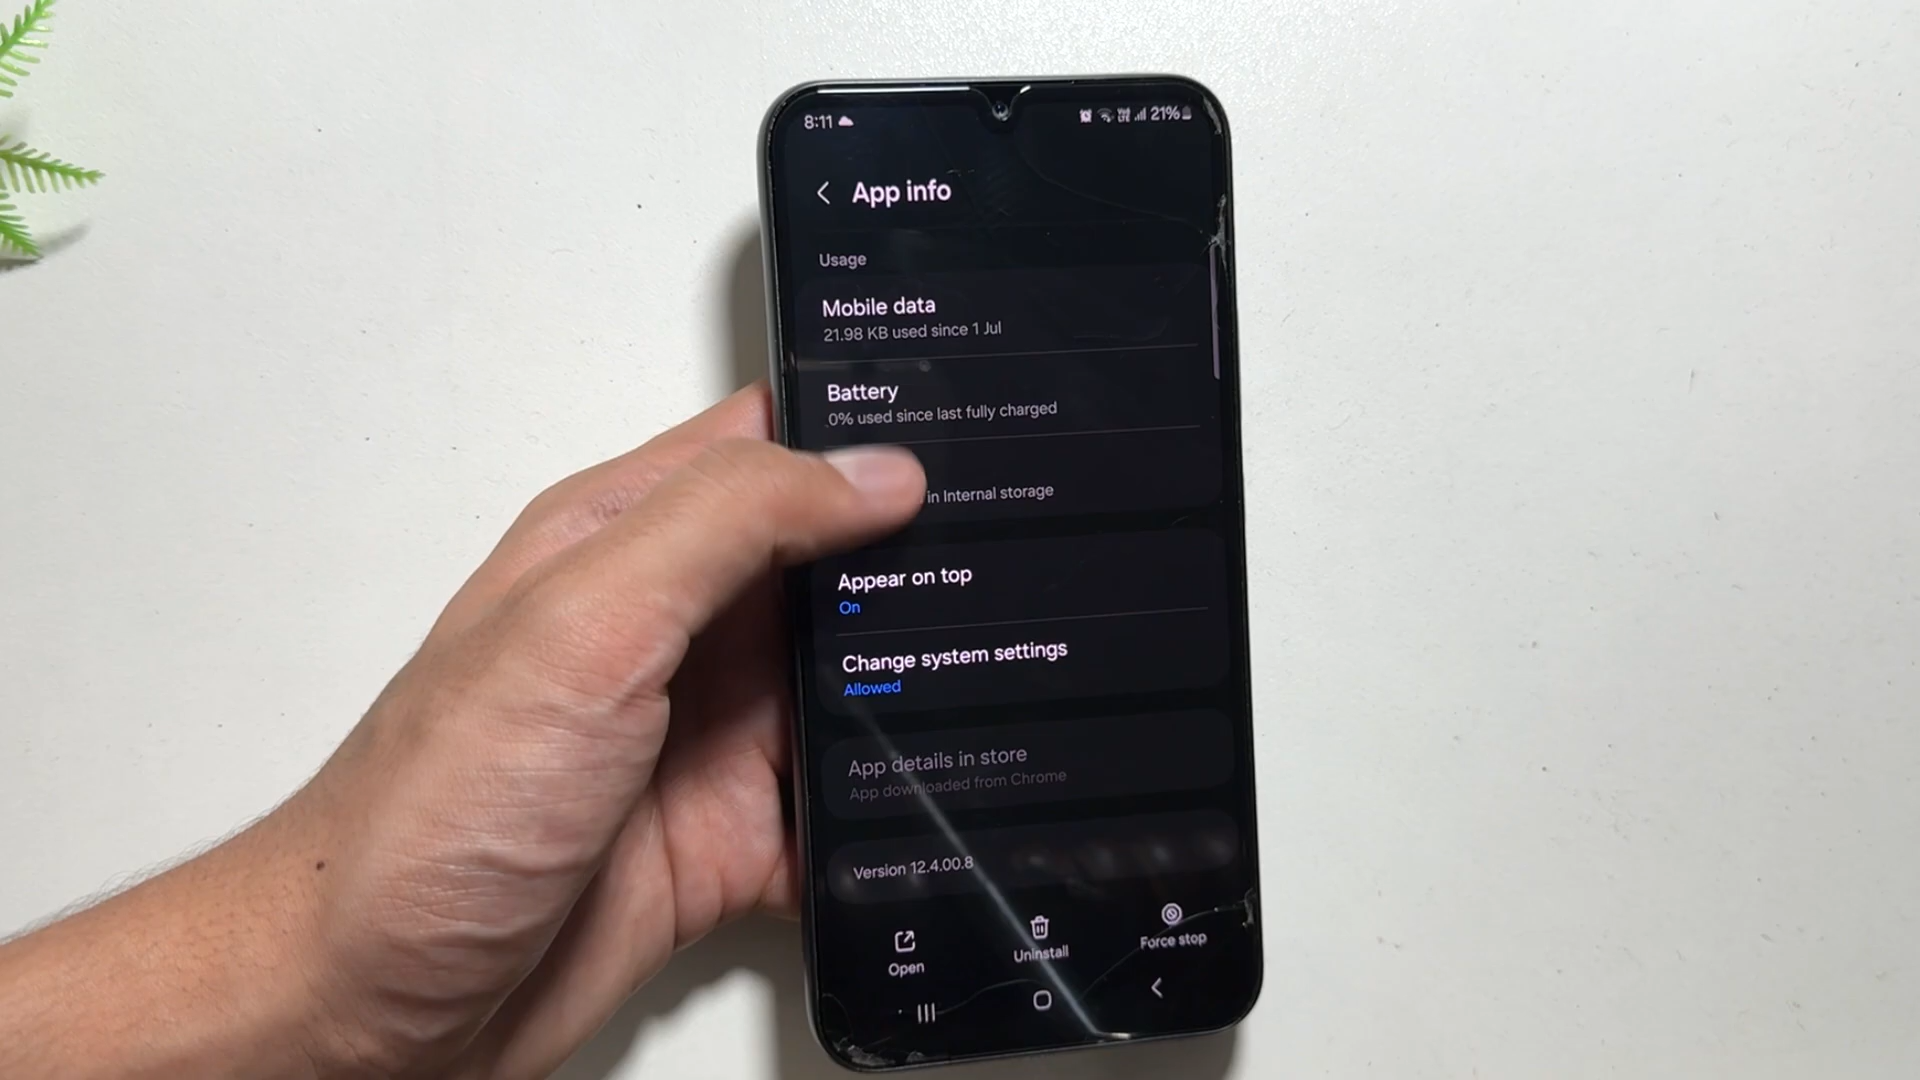 8:11
21%
App info
Usage
Mobile data
21.98 KB used since 1 Jul
Battery
0% used since last fully charged
in Internal storage
Appear on top
On
Change system settings
Allowed
App details in store
App downloaded from Chrome
Version 12.4.00.8
Open
Uninstall
Force stop